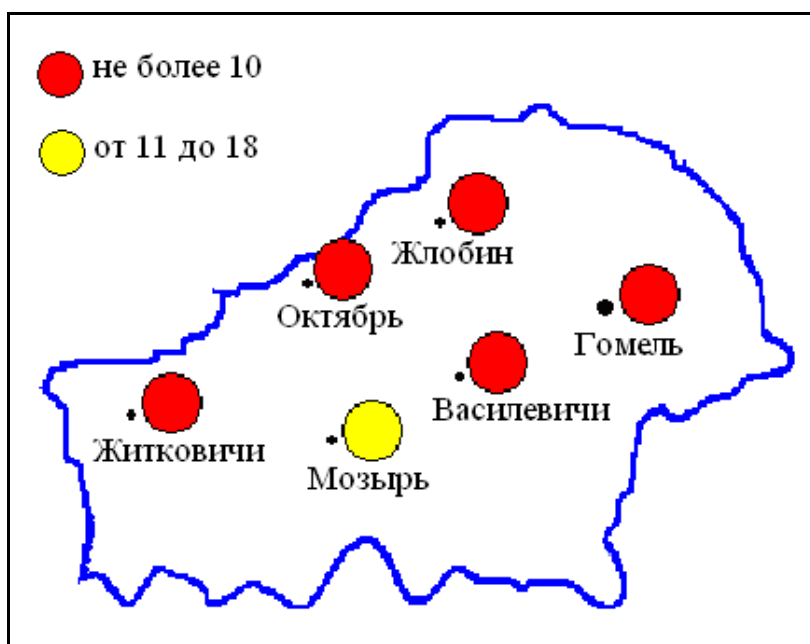 не более 10
от 11 до 18
Жлобин
Октябрь
Гомель
Василевичи
Житковичи
Мозырь